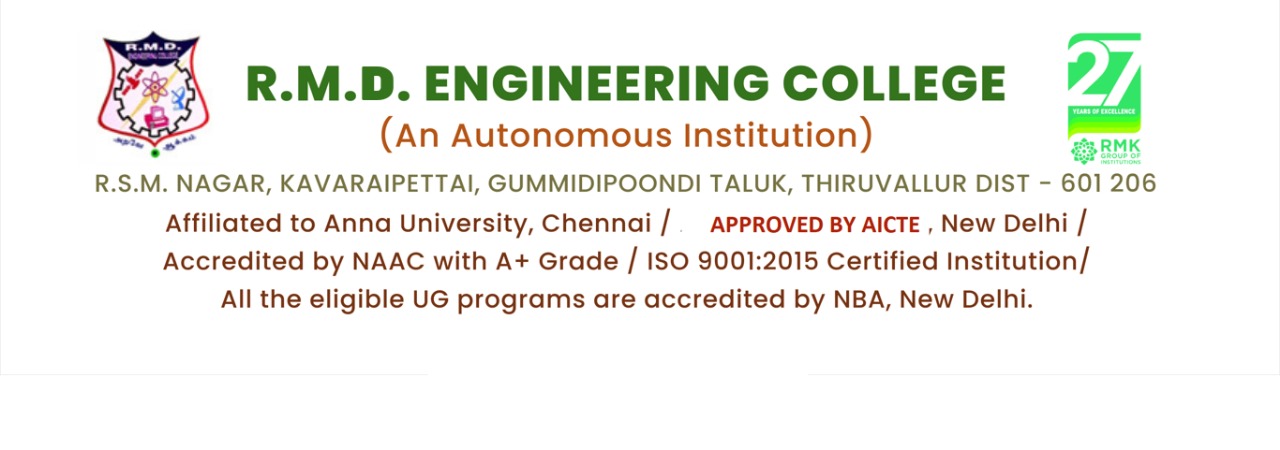 R.M.D.
ENGINEERING COLLEGE
R.M.D. ENGINEERING COLLEGE
(An Autonomous Institution)
27
YEARS OF EXCELLENCE
RMK
GROUP OF
INSTITUTIONS
R.S.M. NAGAR, KAVARAIPETTAI, GUMMIDIPOONDI TALUK, THIRUVALLUR DIST - 601 206
Affiliated to Anna University, Chennai / APPROVED BY AICTE , New Delhi /
Accredited by NAAC with A+ Grade / ISO 9001:2015 Certified Institution/
All the eligible UG programs are accredited by NBA, New Delhi.